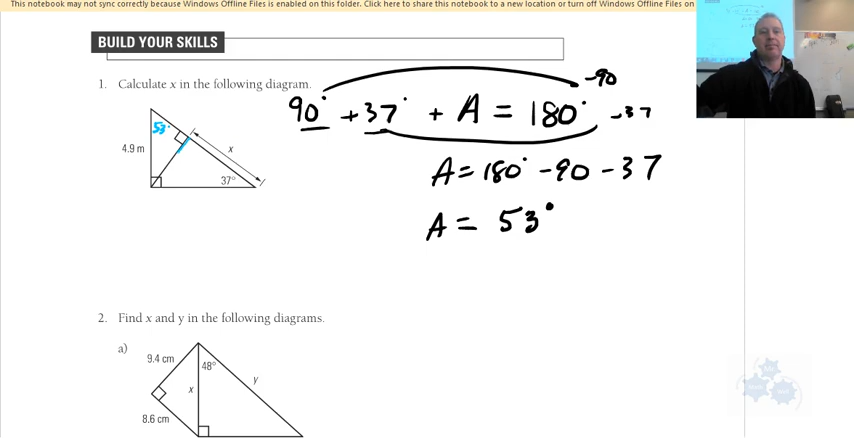 This notebook may not sync correctly because Windows Offline Files is enabled on this folder. Click here to share this notebook to a new location or turn off Windows Offline Files on
BUILD YOUR SKILLS
1. Calculate x in the following diagram.
53°
4.9 m
x
37°
90° + 37° + A = 180° -90 -37
A = 180° - 90 - 37
A = 53°
2. Find x and y in the following diagrams.
a)
9.4 cm
48°
x
y
8.6 cm